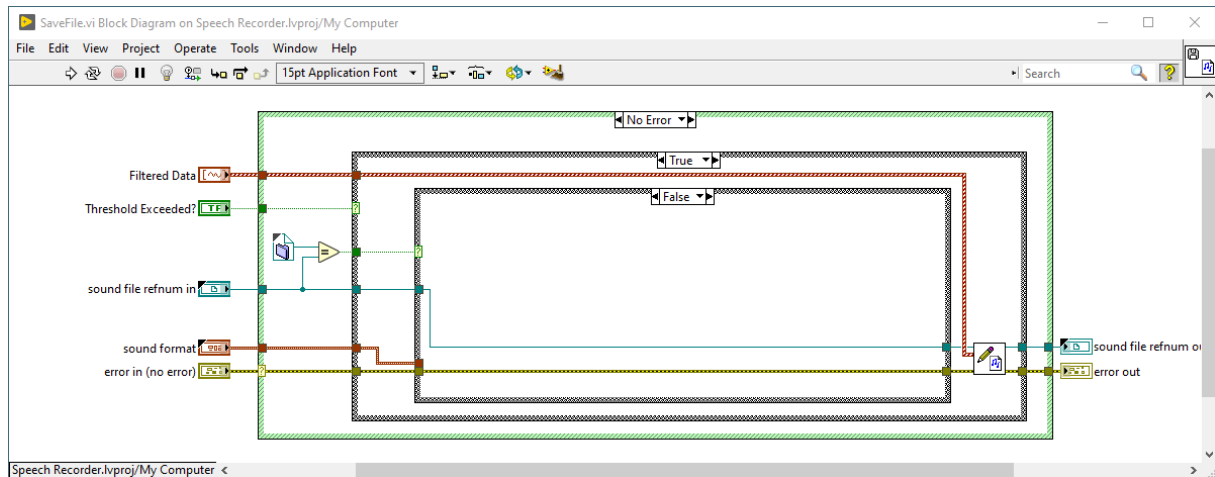 SaveFile.vi Block Diagram on Speech Recorder.lvproj/My Computer
File Edit View Project Operate Tools Window Help
15pt Application Font
Search
No Error
True
Filtered Data
False
Threshold Exceeded?
TF
=
sound file refnum in
sound format
sound file refnum ou
error in (no error)
error out
Speech Recorder.lvproj/My Computer